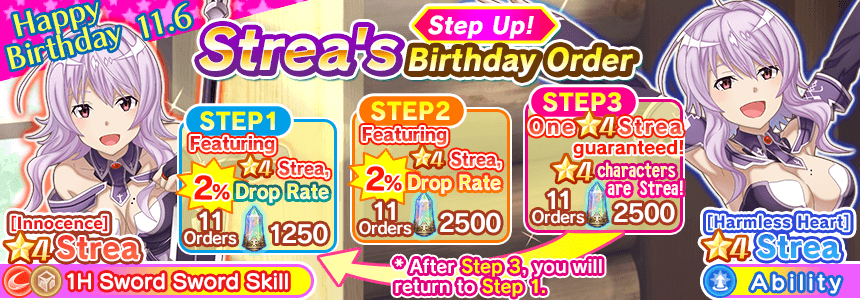 Happy
Birthday 11.6
Step Up!
Strea's
Birthday Order
STEP1
Featuring
★4 Strea,
2% Drop Rate
11
Orders 1250
STEP2
Featuring
★4 Strea,
2% Drop Rate
11
Orders 2500
STEP3
One ★4 Strea
guaranteed!
★4 characters
are Strea!
11
Orders 2500
[Innocence]
★4 Strea
1H Sword Sword Skill
* After Step 3, you will
return to Step 1.
[Harmless Heart]
★4 Strea
Ability